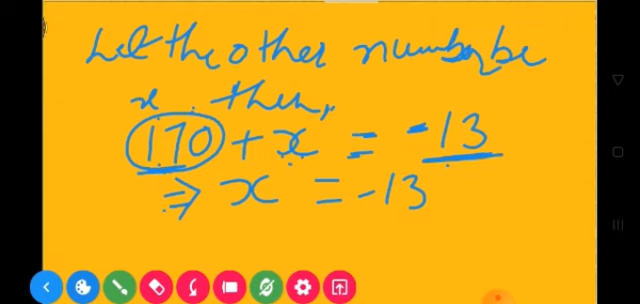 Let the other number be
x then,
170 + x = -13
⇒ x = -13